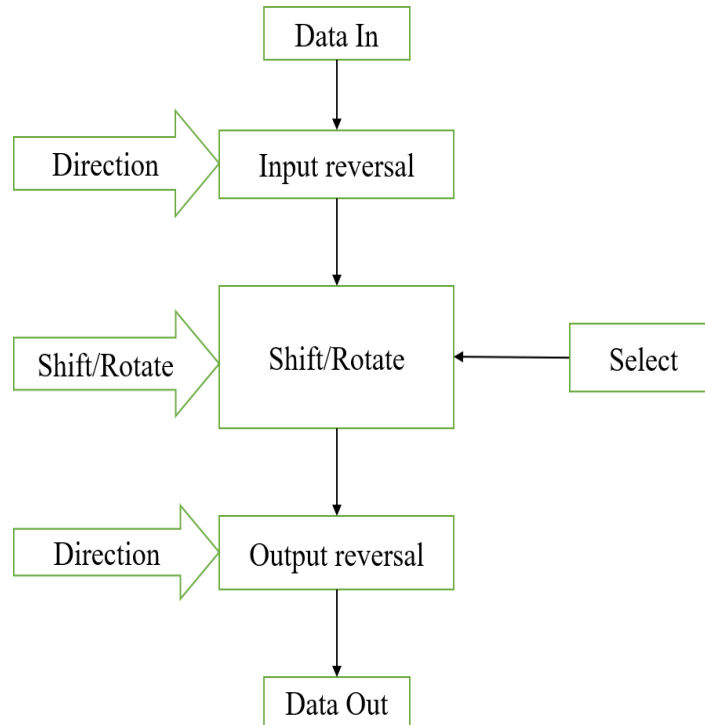 Data In
Direction
Input reversal
Shift/Rotate
Shift/Rotate
Select
Direction
Output reversal
Data Out